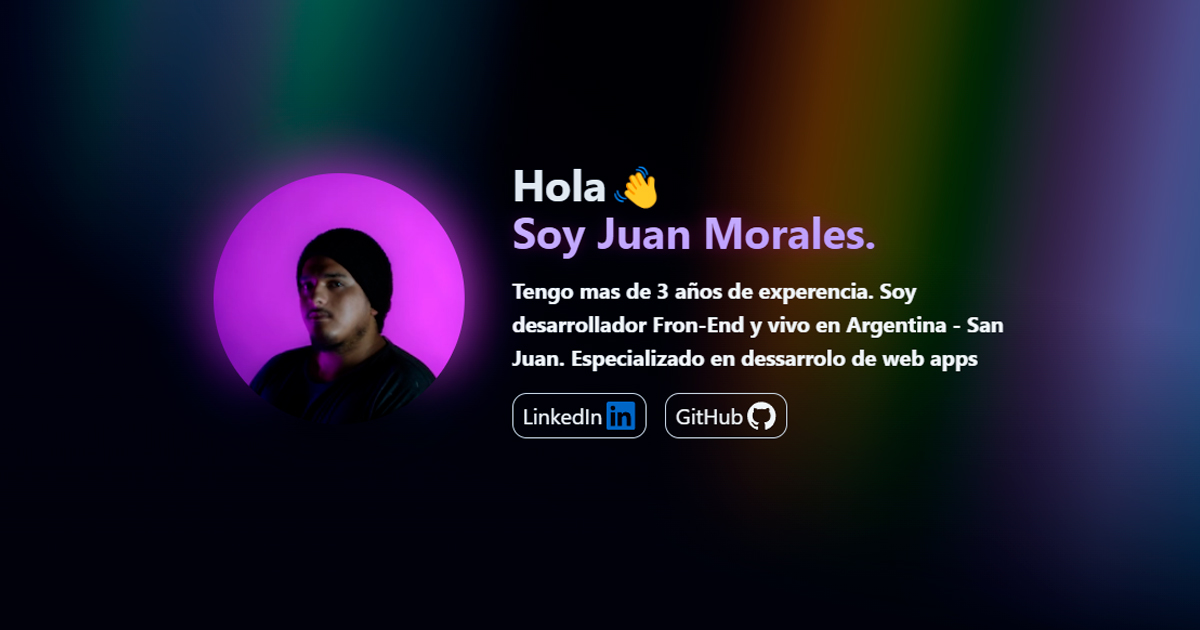 Hola 👋
Soy Juan Morales.
Tengo mas de 3 años de experencia. Soy
desarrollador Fron-End y vivo en Argentina - San
Juan. Especializado en dessarrolo de web apps
LinkedIn in GitHub